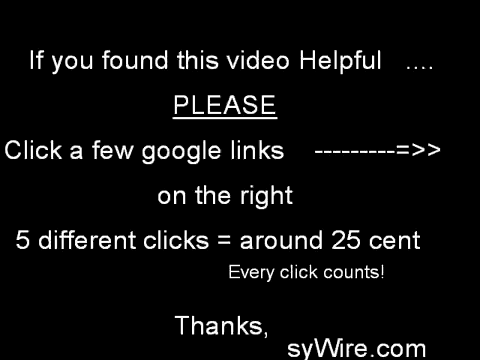 If you found this video Helpful ....
PLEASE
Click a few google links ---------=>>
on the right
5 different clicks = around 25 cent
Every click counts!
Thanks,
syWire.com